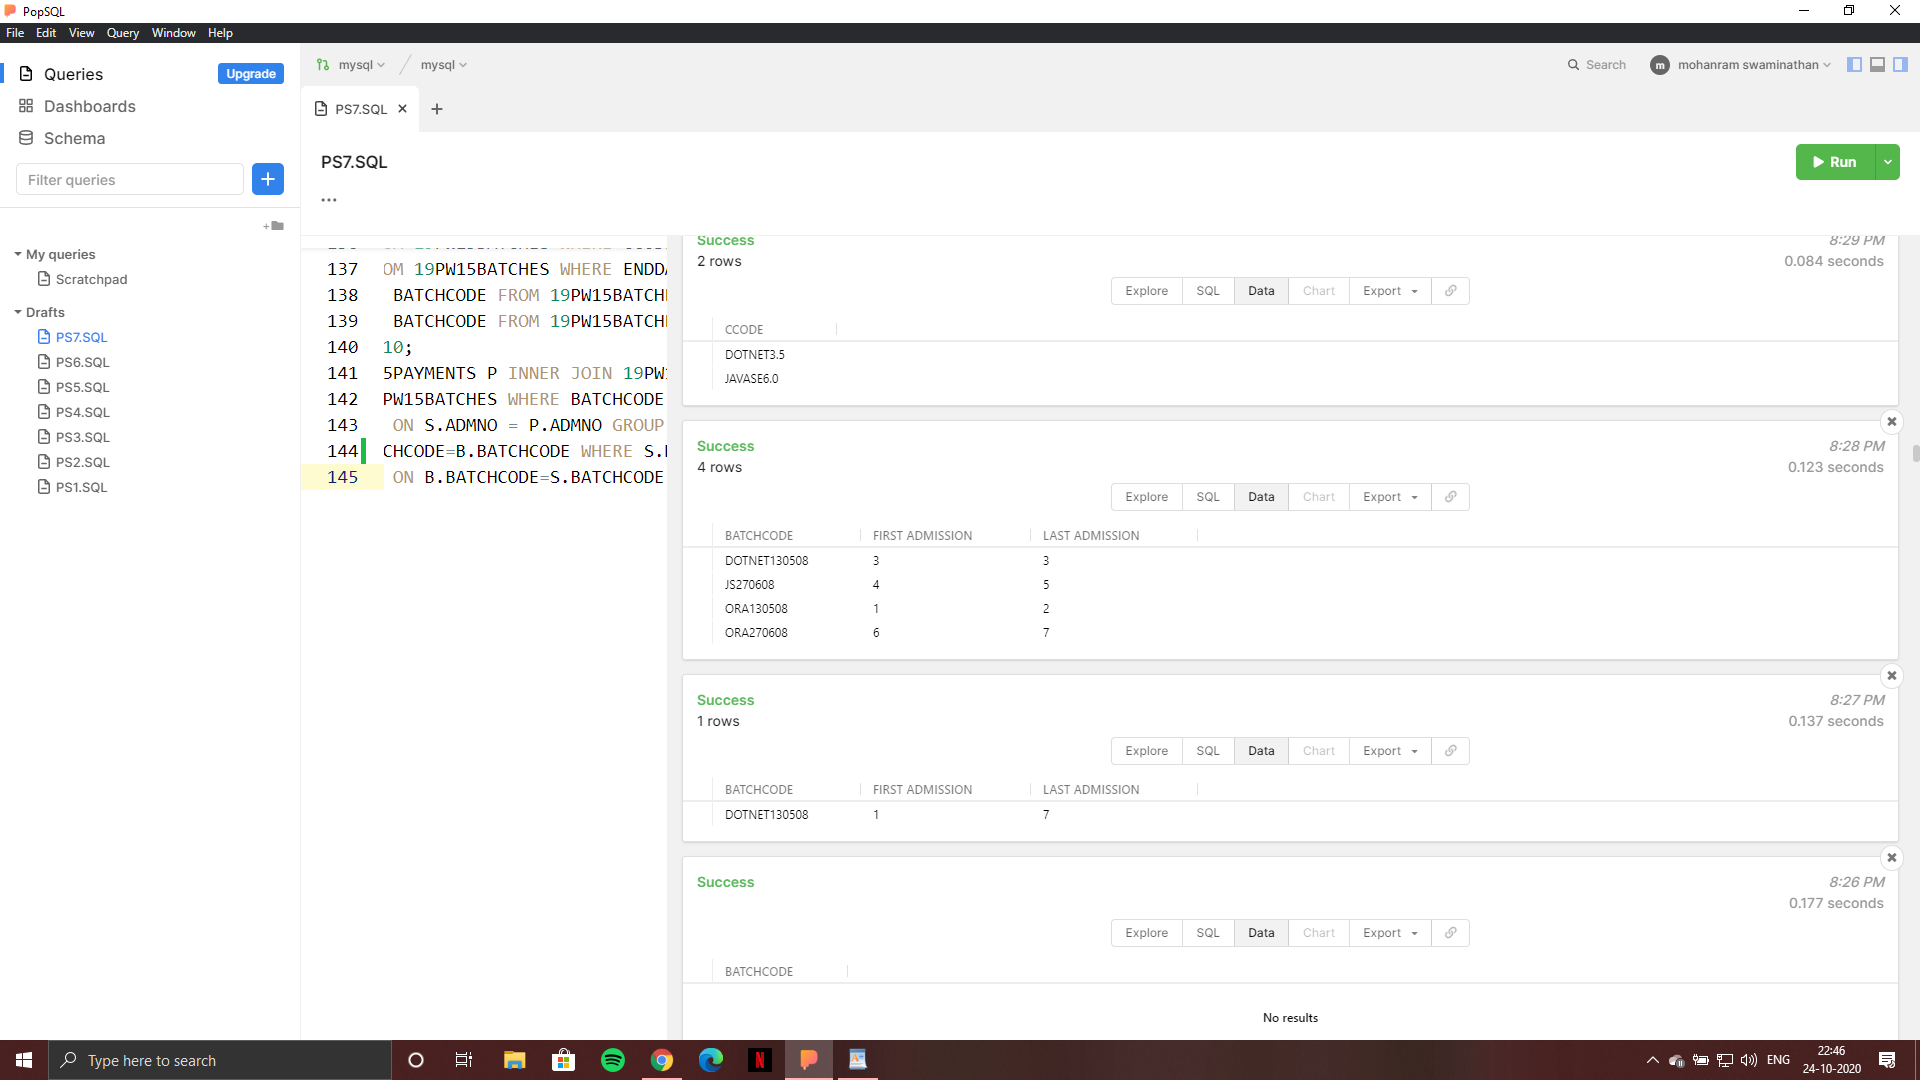 PopSQL
File Edit View Query Window Help
Queries
Upgrade
Dashboards
Schema
Filter queries
My queries
Scratchpad
Drafts
PS7.SQL
PS6.SQL
PS5.SQL
PS4.SQL
PS3.SQL
PS2.SQL
PS1.SQL
mysql mysql
Search
m mohanram swaminathan
PS7.SQL
PS7.SQL
Run
137 OM 19PW15BATCHES WHERE ENDDA
138 BATCHCODE FROM 19PW15BATCH
139 BATCHCODE FROM 19PW15BATCH
140 10;
141 5PAYMENTS P INNER JOIN 19PW
142 PW15BATCHES WHERE BATCHCODE
143 ON S.ADMNO = P.ADMNO GROUP
144 CHCODE=B.BATCHCODE WHERE S.
145 ON B.BATCHCODE=S.BATCHCODE
Success 8:29 PM
2 rows 0.084 seconds
Explore SQL Data Chart Export
CCODE
DOTNET3.5
JAVASE6.0
Success 8:28 PM
4 rows 0.123 seconds
Explore SQL Data Chart Export
BATCHCODE FIRST ADMISSION LAST ADMISSION
DOTNET130508 3 3
JS270608 4 5
ORA130508 1 2
ORA270608 6 7
Success 8:27 PM
1 rows 0.137 seconds
Explore SQL Data Chart Export
BATCHCODE FIRST ADMISSION LAST ADMISSION
DOTNET130508 1 7
Success 8:26 PM
0.177 seconds
Explore SQL Data Chart Export
BATCHCODE
No results
Type here to search
ENG
22:46
24-10-2020